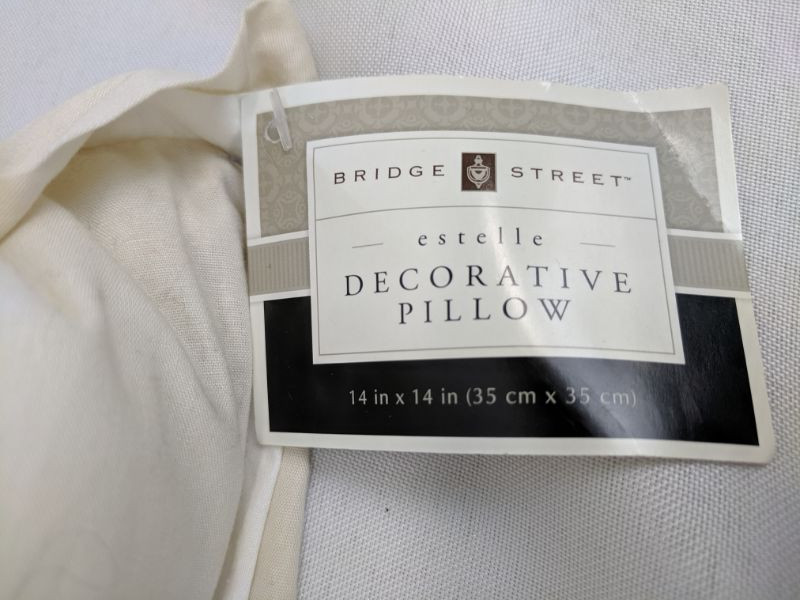 BRIDGE STREET™
estelle
DECORATIVE
PILLOW
14 in x 14 in (35 cm x 35 cm)